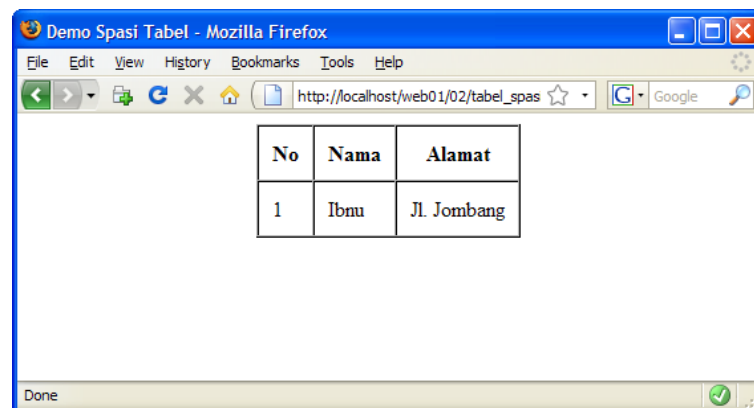 Demo Spasi Tabel - Mozilla Firefox
File Edit View History Bookmarks Tools Help
http://localhost/web01/02/tabel_spas G Google
No Nama Alamat
1 Ibnu Jl. Jombang
Done